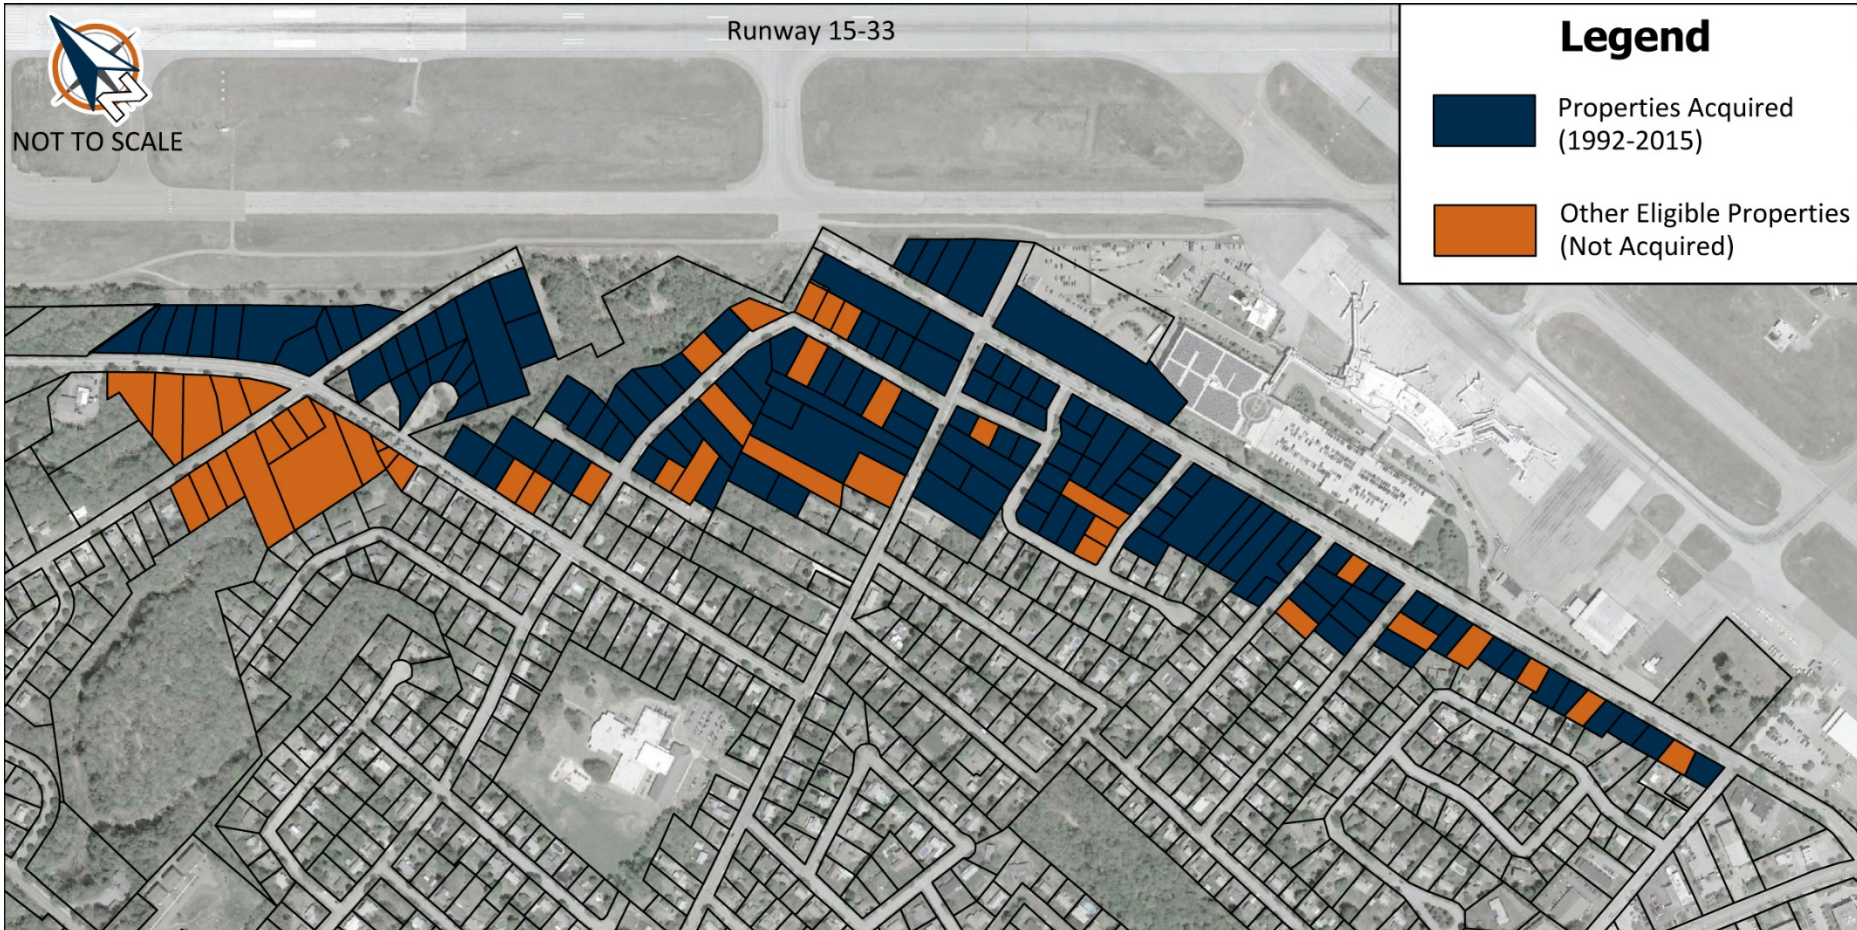 Runway 15-33
N
NOT TO SCALE
Legend
Properties Acquired
(1992-2015)
Other Eligible Properties
(Not Acquired)